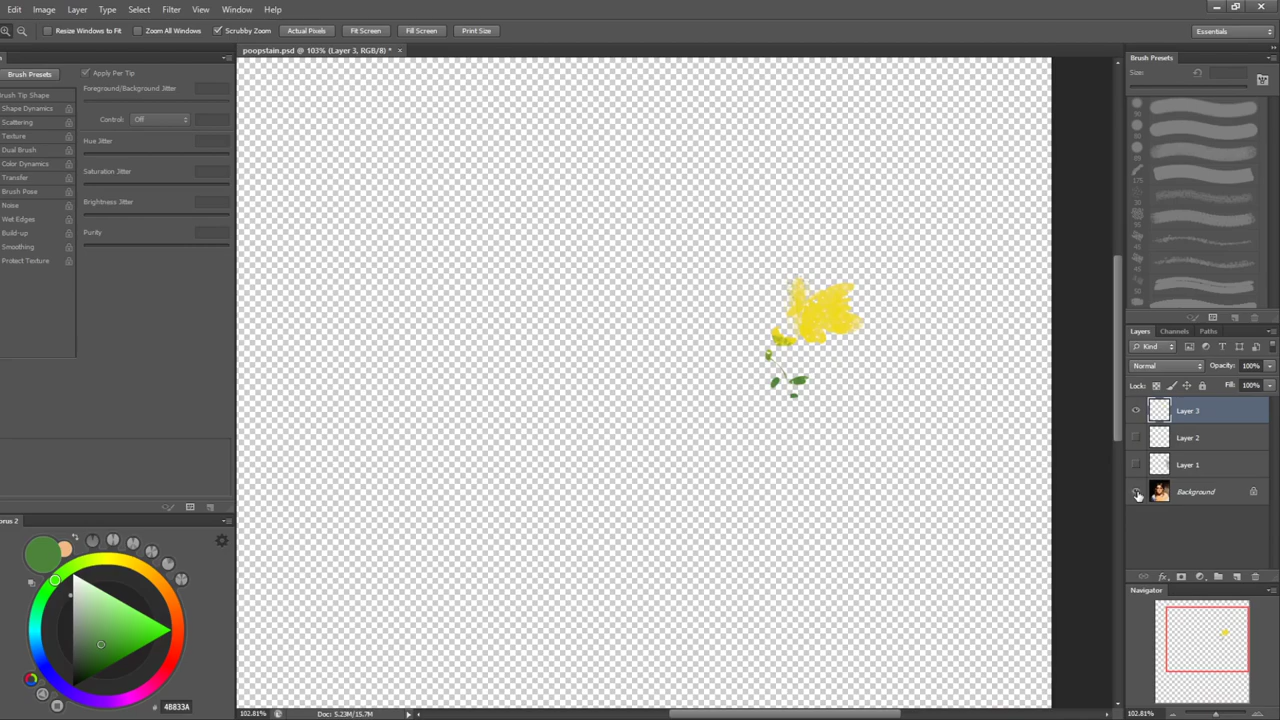 Edit Image Layer Type Select Filter View Window Help
Resize Windows to Fit Zoom All Windows Scrubby Zoom Actual Pixels Fit Screen Fill Screen Print Size Essentials
poopstain.psd @ 103% (Layer 3, RGB/8) * ×
Brush Presets
Brush Presets
Apply Per Tip
Size:
Foreground/Background Jitter
Brush Tip Shape
Shape Dynamics
Scattering
Control: Off
Texture
Hue Jitter
Dual Brush
Color Dynamics
Saturation Jitter
Transfer
Brush Pose
Brightness Jitter
Noise
Wet Edges
Purity
Build-up
Smoothing
Protect Texture
175
30
50
Layers Channels Paths
Kind
Normal Opacity: 100%
Lock: Fill: 100%
Layer 3
Layer 2
Layer 1
Background
Navigator
orus 2
# 4B833A
102.81% Doc: 5.23M/15.7M
102.81%